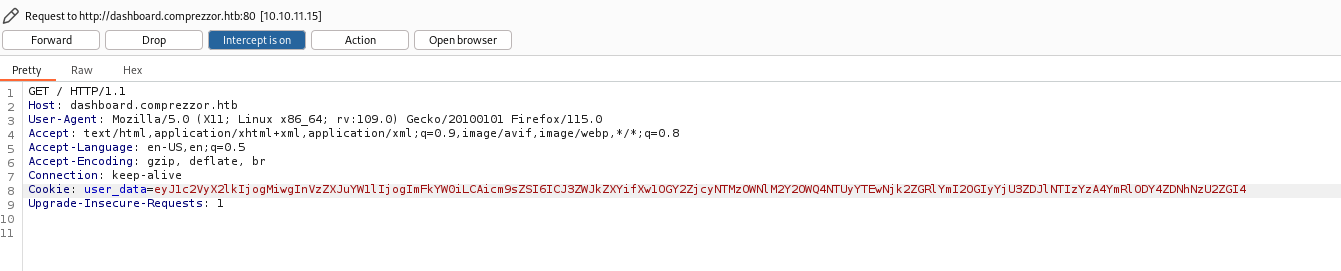 Request to http://dashboard.comprezzor.htb:80 [10.10.11.15]
Forward Drop Intercept is on Action Open browser
Pretty Raw Hex
1 GET / HTTP/1.1
2 Host: dashboard.comprezzor.htb
3 User-Agent: Mozilla/5.0 (X11; Linux x86_64; rv:109.0) Gecko/20100101 Firefox/115.0
4 Accept: text/html,application/xhtml+xml,application/xml;q=0.9,image/avif,image/webp,*/*;q=0.8
5 Accept-Language: en-US,en;q=0.5
6 Accept-Encoding: gzip, deflate, br
7 Connection: keep-alive
8 Cookie: user_data=eyJ1c2VyX2lkIjogMiwgInVzZXJuYW1lIjogImFkYW0iLCAicm9sZSI6ICJ3ZWJkZXYifXw1OGY2ZjcyNTMzOWNlM2Y2OWQ4NTUyYTEwNjk2ZGRlYmI2OGIyYjU3ZDJlNTIzYzA4YmRlODY4ZDNhNzU2ZGI4
9 Upgrade-Insecure-Requests: 1
10
11